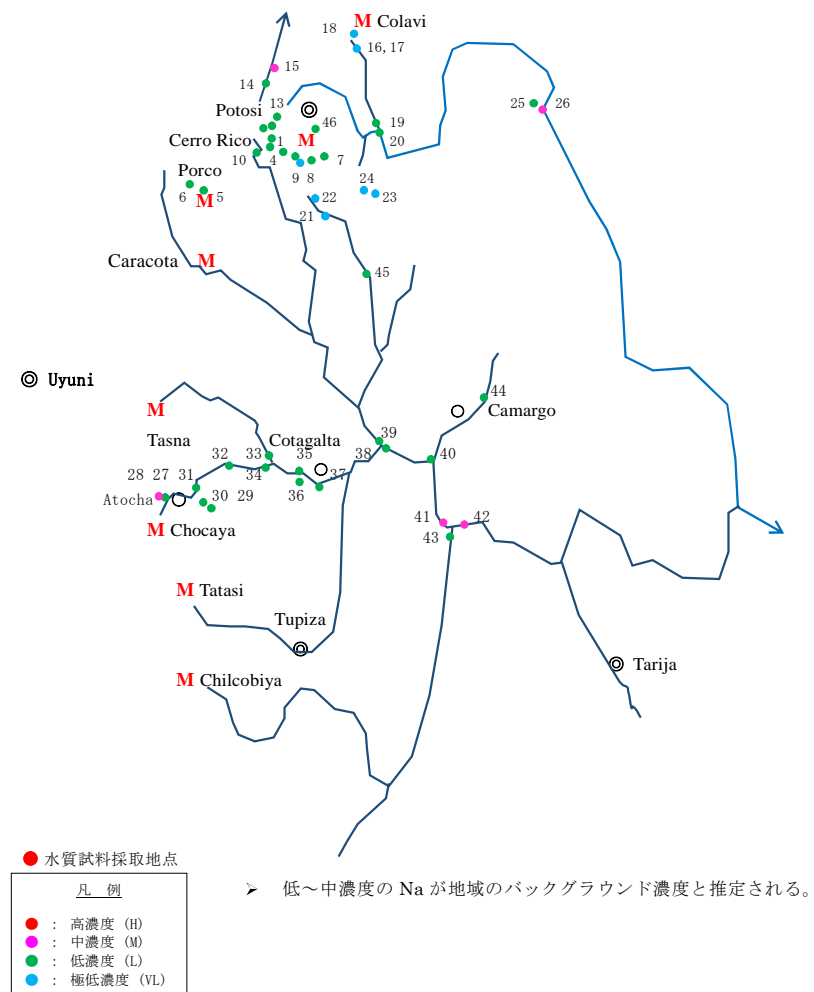 M Colavi
18
16,17
15
14
13
Potosi
46
25 26
19
20
Cerro Rico
M
1
10 4
9 8 7
Porco
24
23
6 M 5
22
21
Caracota M
45
Uyuni
M
44
Camargo
Tasna
Cotagalta
39
38
32 33 35
40
28 27 31
34
37
36
Atocha
30 29
M Chocaya
41 42
43
M Tatasi
Tupiza
Tarija
M Chilcobiya
水質試料採取地点
凡 例
: 高濃度 (H)
: 中濃度 (M)
: 低濃度 (L)
: 極低濃度 (VL)
➢ 低~中濃度の Na が地域のバックグラウンド濃度と推定される。